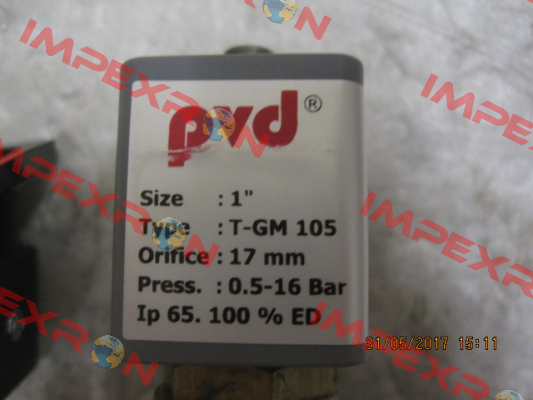 pvd®
Size : 1"
Type : T-GM 105
Orifice : 17 mm
Press. : 0.5-16 Bar
Ip 65. 100 % ED
31/05/2017 15:11
IMPEXRON
IMPEXRON
IMPEXRON
IMPEXRON
IMPEXRON